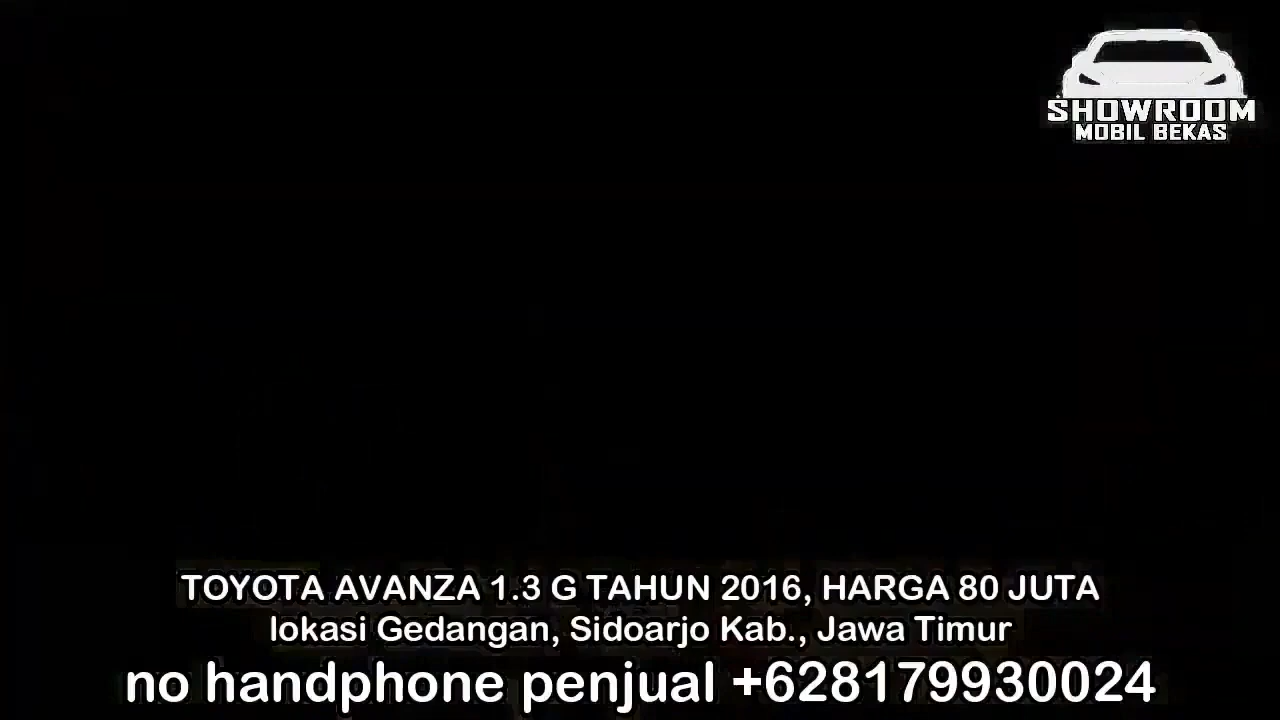 SHOWROOM
MOBIL BEKAS
TOYOTA AVANZA 1.3 G TAHUN 2016, HARGA 80 JUTA
lokasi Gedangan, Sidoarjo Kab., Jawa Timur
no handphone penjual +628179930024